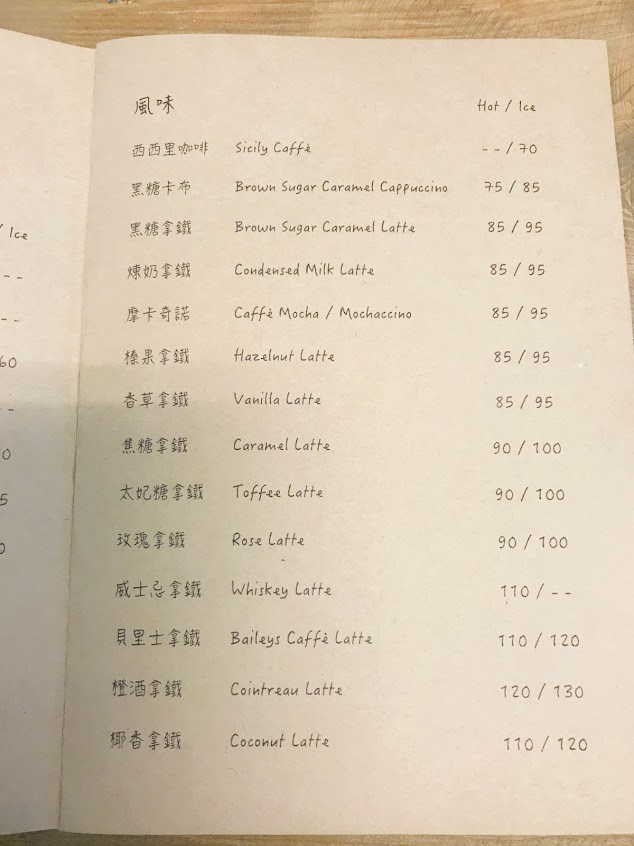 / Ice
--
--
60
--
0
5
0
風味 Hot / Ice
西西里咖啡 Sicily Caffè -- / 70
黑糖卡布 Brown Sugar Caramel Cappuccino 75 / 85
黑糖拿鐵 Brown Sugar Caramel Latte 85 / 95
煉奶拿鐵 Condensed Milk Latte 85 / 95
摩卡奇諾 Caffè Mocha / Mochaccino 85 / 95
榛果拿鐵 Hazelnut Latte 85 / 95
香草拿鐵 Vanilla Latte 85 / 95
焦糖拿鐵 Caramel Latte 90 / 100
太妃糖拿鐵 Toffee Latte 90 / 100
玫瑰拿鐵 Rose Latte 90 / 100
威士忌拿鐵 Whiskey Latte 110 / --
貝里士拿鐵 Baileys Caffè Latte 110 / 120
橙酒拿鐵 Cointreau Latte 120 / 130
椰香拿鐵 Coconut Latte 110 / 120